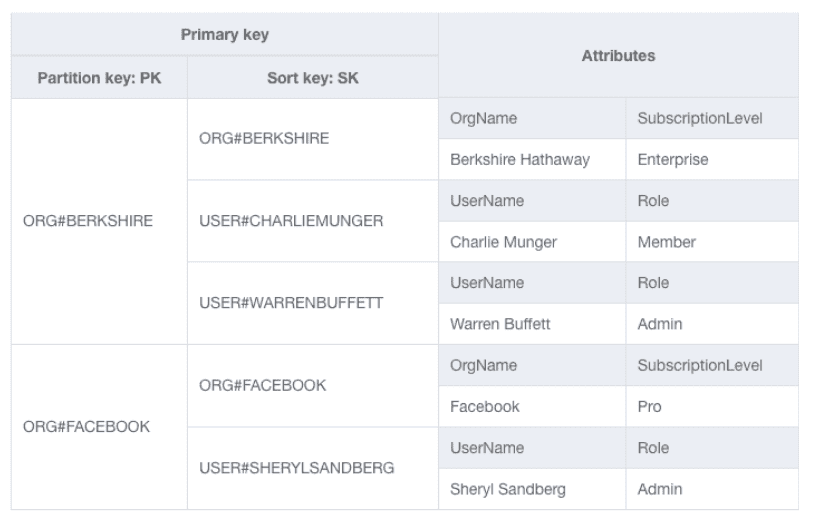 Primary key
Attributes
Partition key: PK
Sort key: SK
ORG#BERKSHIRE
ORG#BERKSHIRE
OrgName
SubscriptionLevel
Berkshire Hathaway
Enterprise
USER#CHARLIEMUNGER
UserName
Role
Charlie Munger
Member
USER#WARRENBUFFETT
UserName
Role
Warren Buffett
Admin
ORG#FACEBOOK
ORG#FACEBOOK
OrgName
SubscriptionLevel
Facebook
Pro
USER#SHERYLSANDBERG
UserName
Role
Sheryl Sandberg
Admin